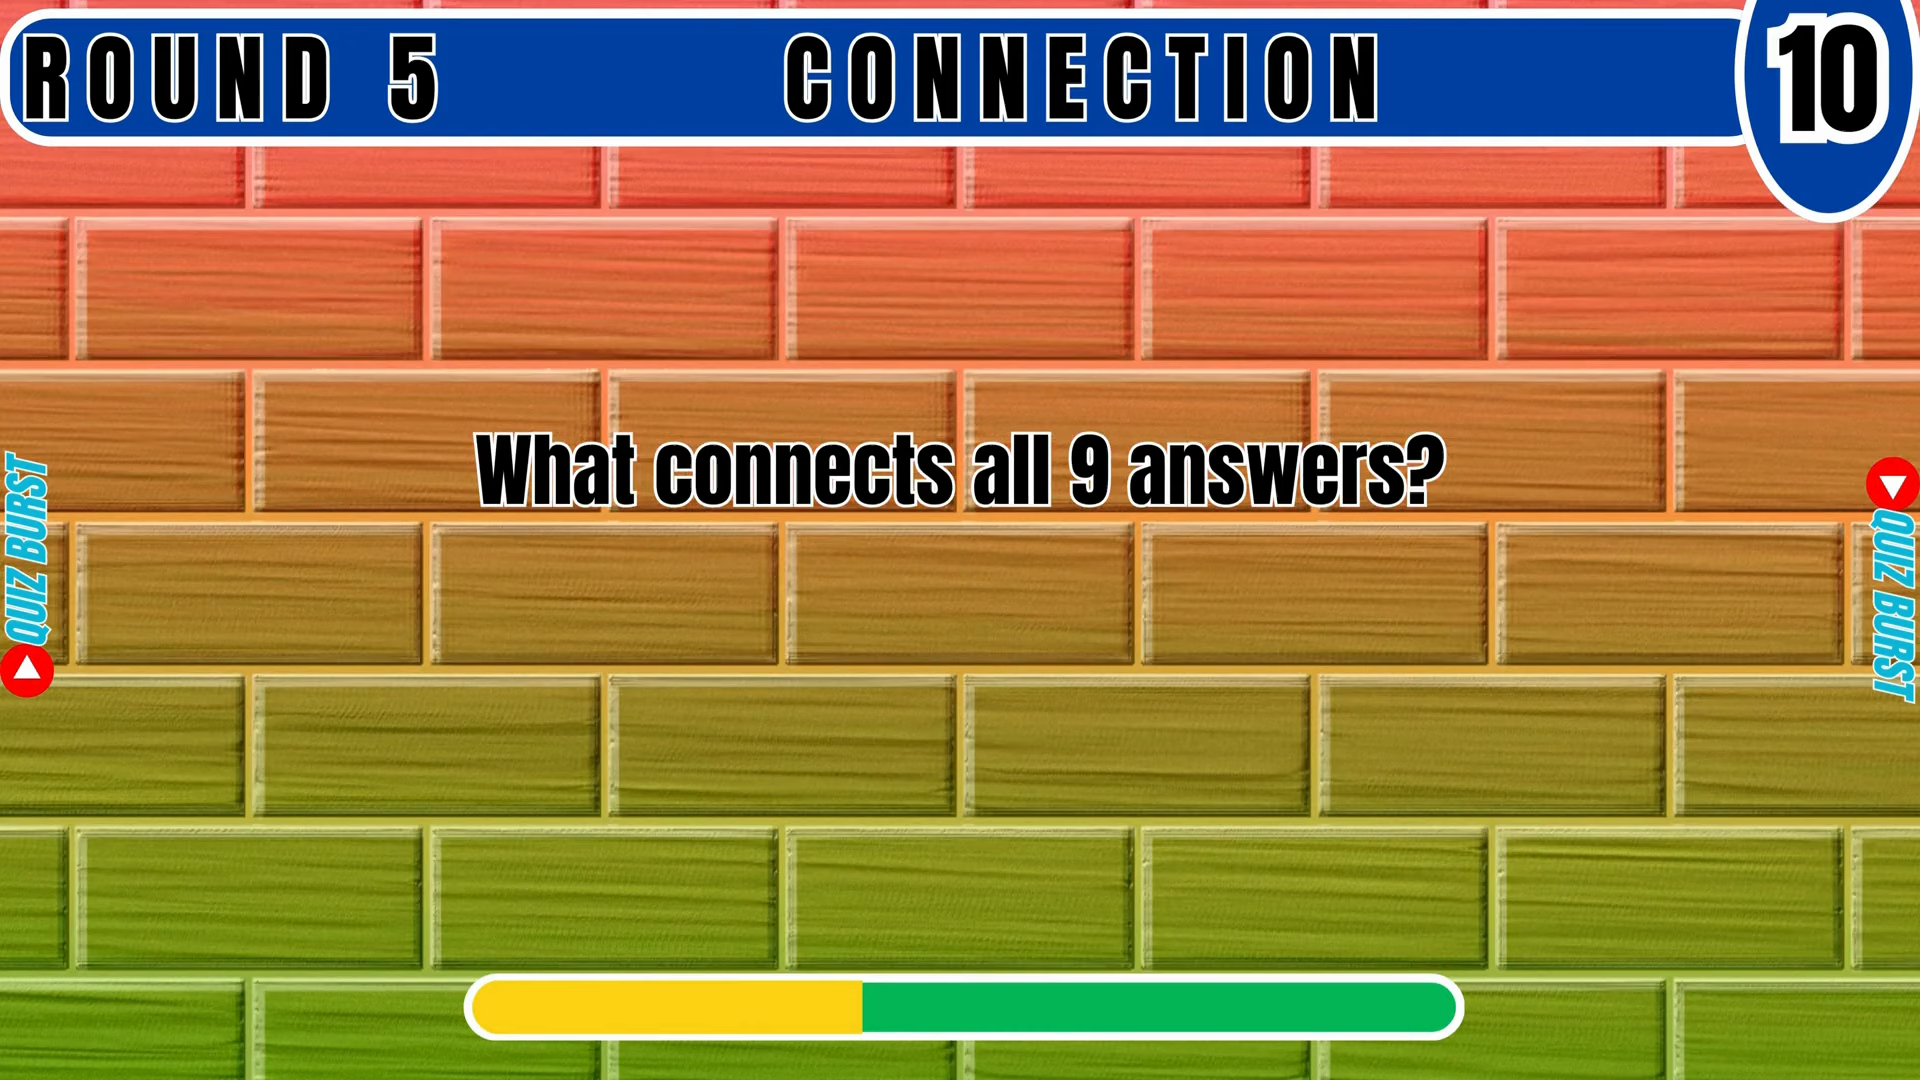 ROUND 5
CONNECTION
10
What connects all 9 answers?
QUIZ BURST
QUIZ BURST